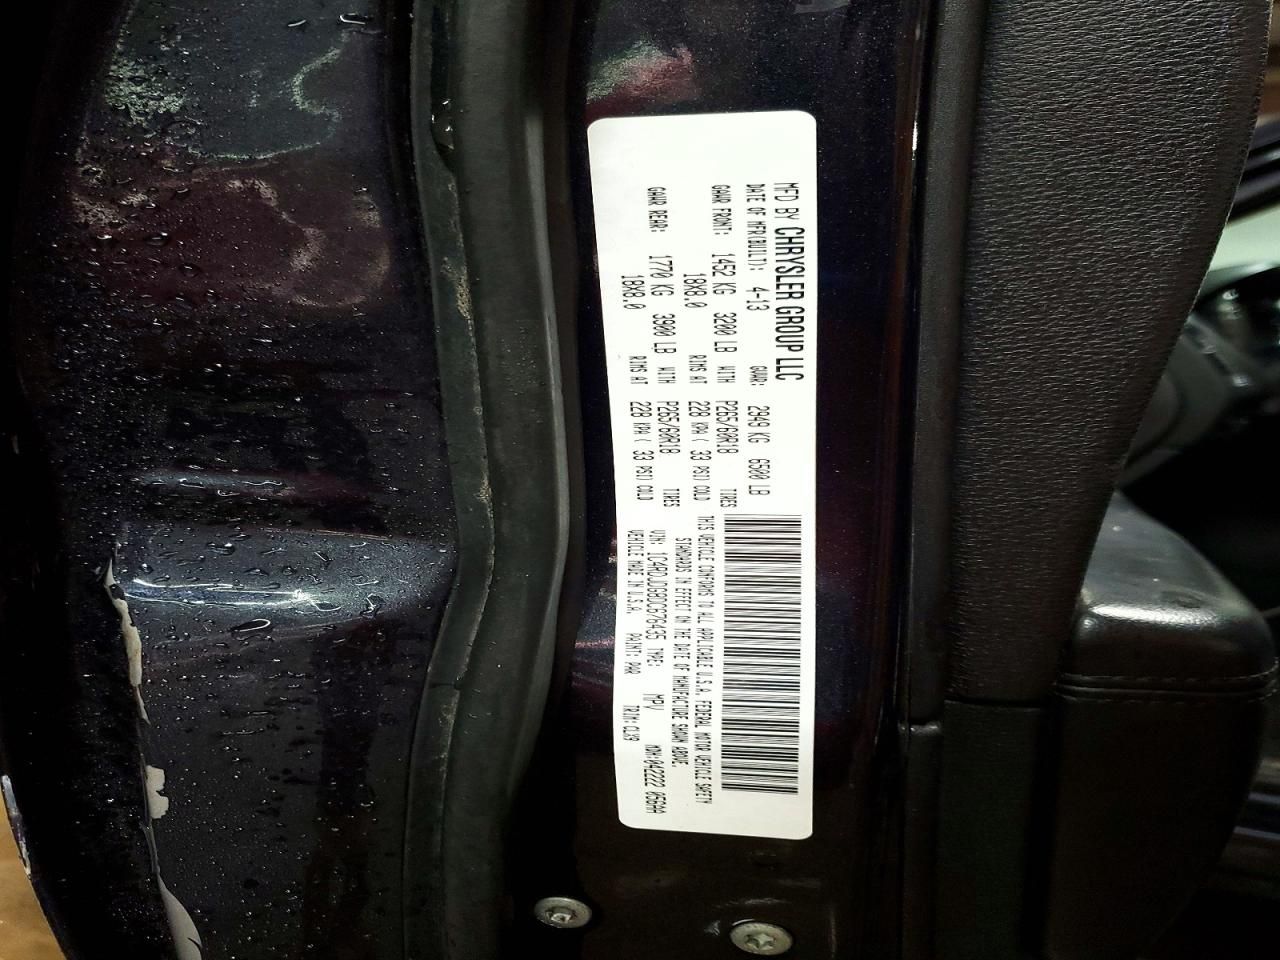 MFD BY CHRYSLER GROUP LLC
DATE OF MFR(BUILT): 4-13 GVWR: 2949 KG 6500 LB
GAWR FRONT: 1452 KG 3200 LB WITH P265/60R18 TIRES
18X8.0 RIMS AT 228 KPA( 33 PSI) COLD
GAWR REAR: 1770 KG 3900 LB WITH P265/60R18 TIRES
18X8.0 RIMS AT 228 KPA( 33 PSI) COLD
THIS VEHICLE CONFORMS TO ALL APPLICABLE U.S.A. FEDERAL MOTOR VEHICLE SAFETY
STANDARDS IN EFFECT ON THE DATE OF MANUFACTURE SHOWN ABOVE.
VIN: TYPE: MPV MDH:042222 056AA
VEHICLE MADE IN U.S.A. PAINT: PAR TRIM:CLX9